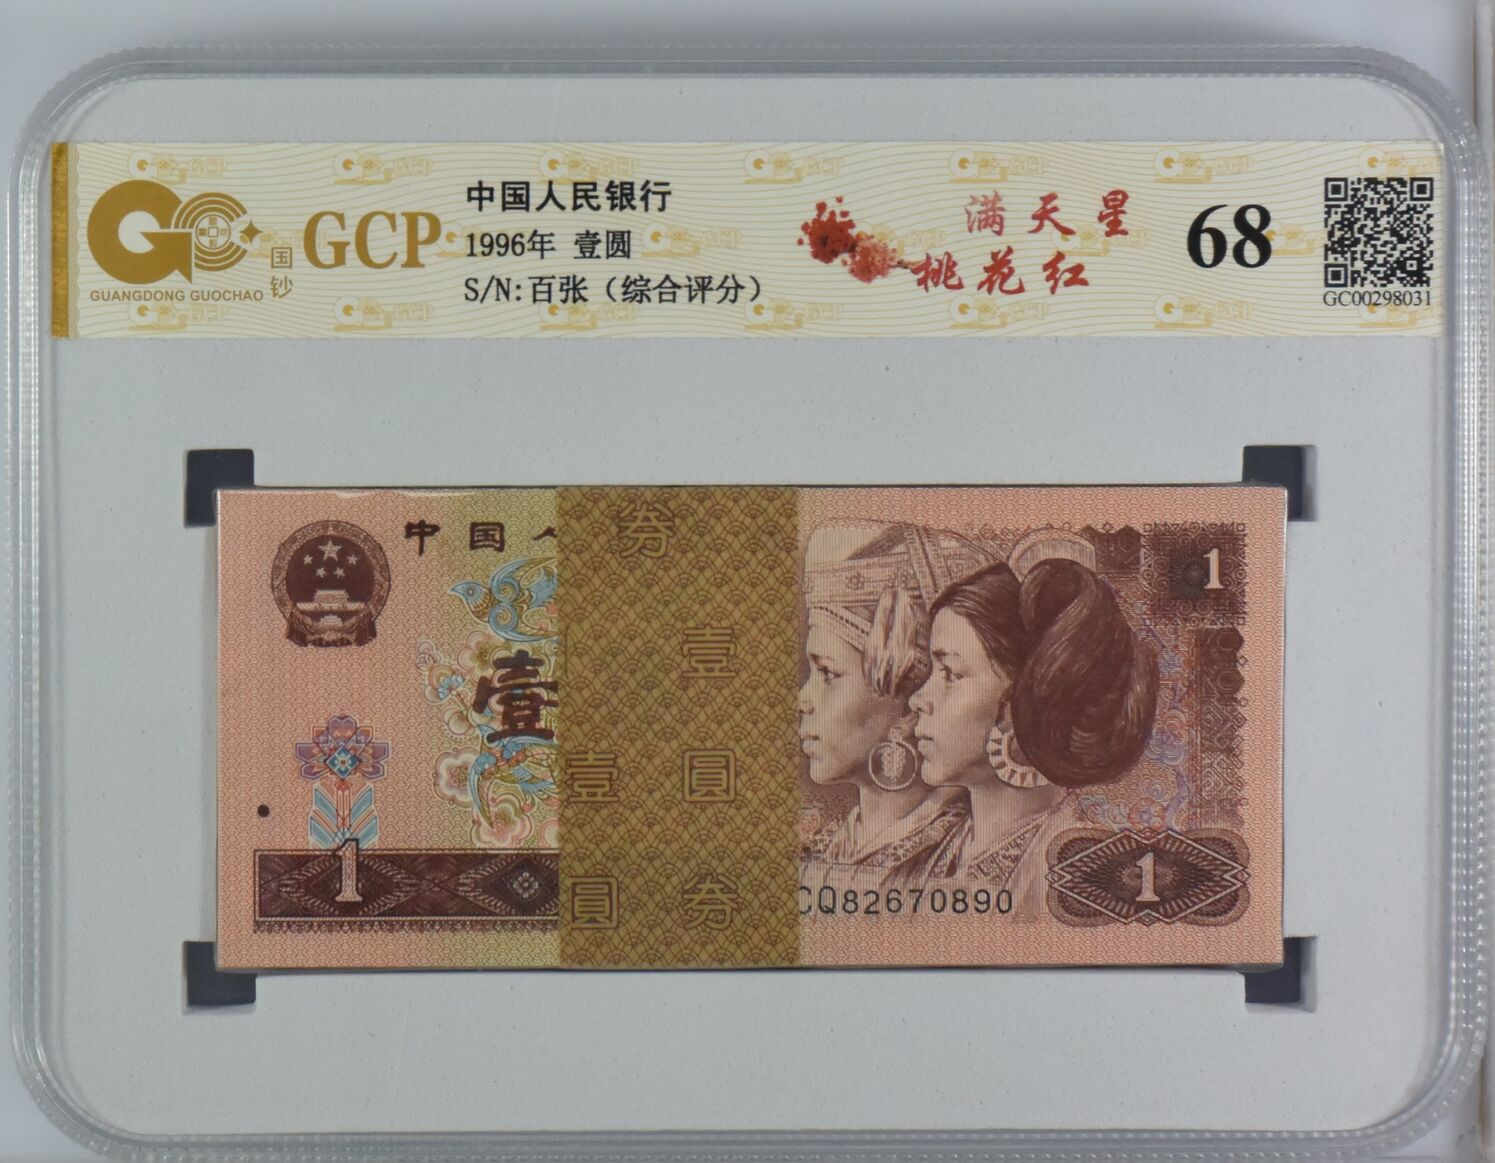 中国人民银行
1996年 壹圆
S/N:百张（综合评分）
GCP
国钞
GUANGDONG GUOCHAO
满天星
桃花红
68
GC00298031
中国人
壹
1
1
1
CQ82670890
券
壹
圆
壹
圓
券